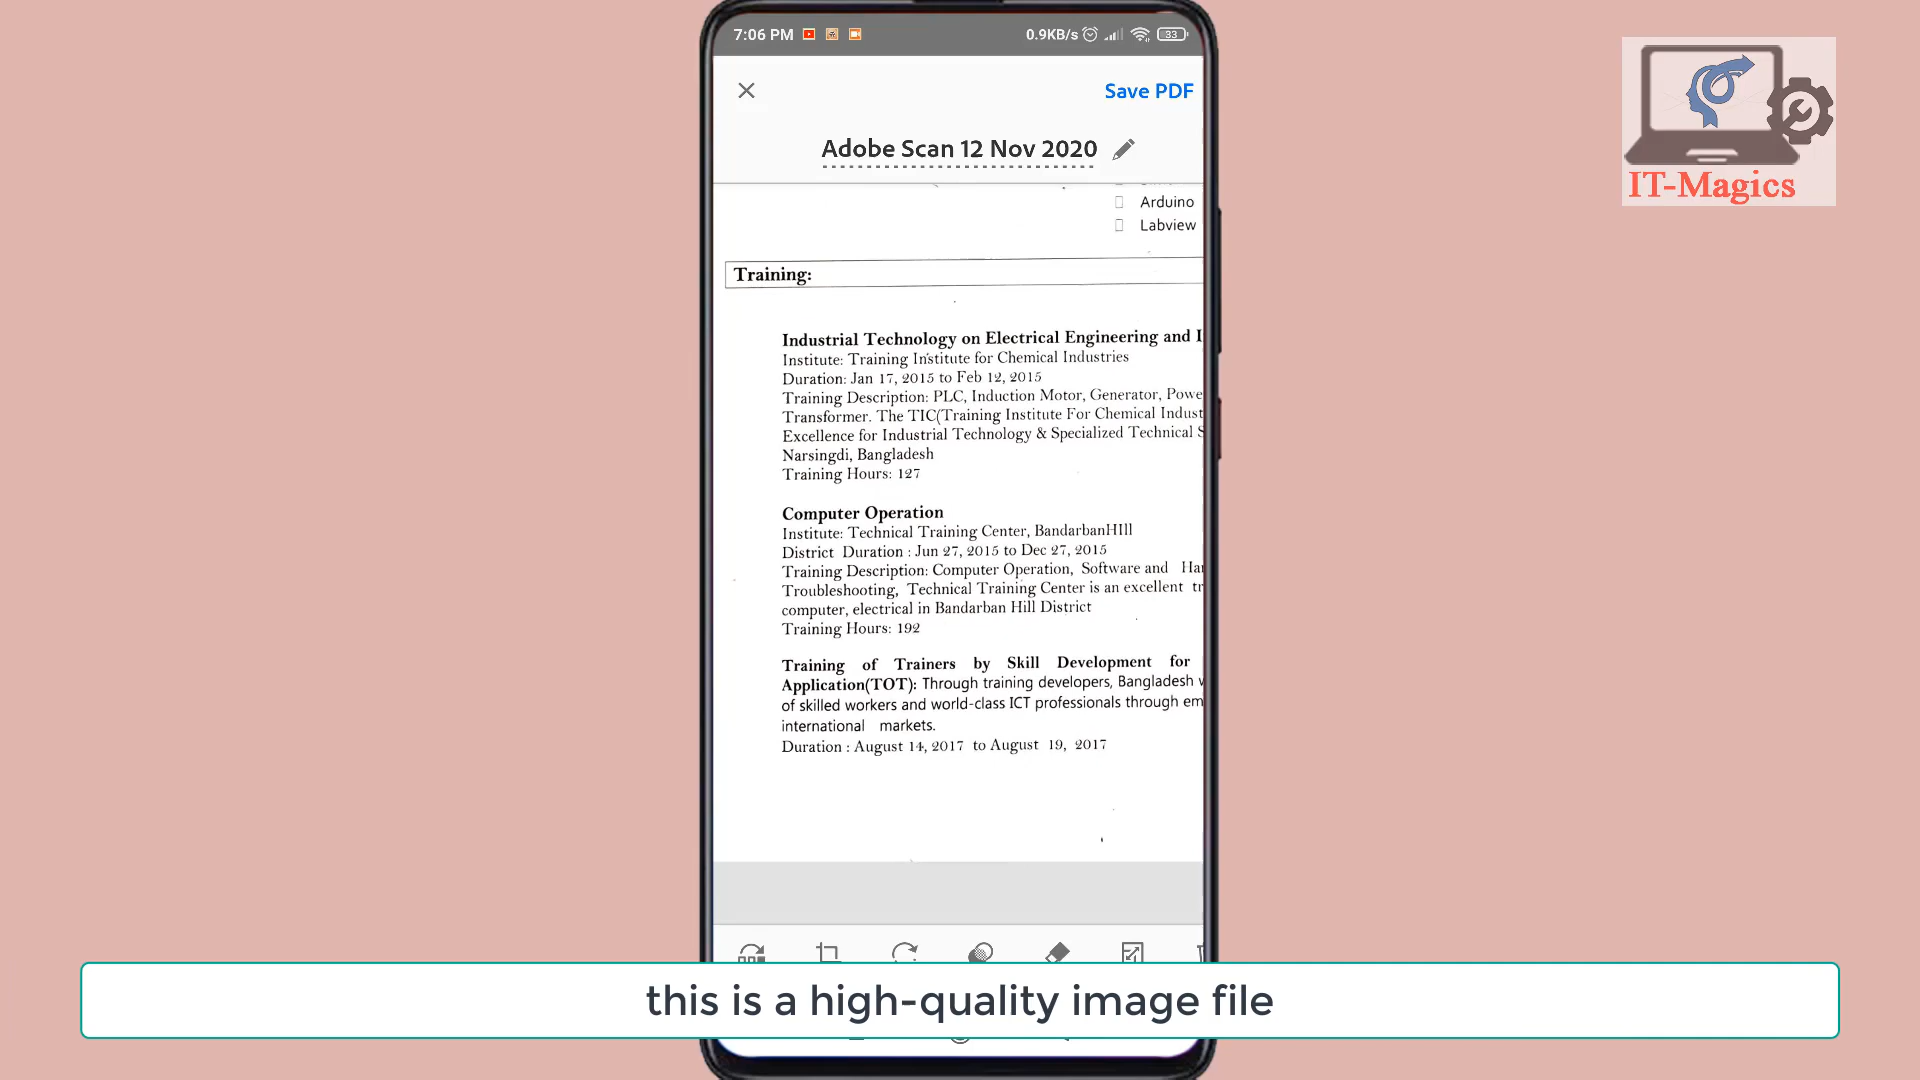 7:06 PM
0.9KB/s
33
Save PDF
Adobe Scan 12 Nov 2020
IT-Magics
Arduino
Labview
Training:
Industrial Technology on Electrical Engineering and I
Institute: Training Institute for Chemical Industries
Duration: Jan 17, 2015 to Feb 12, 2015
Training Description: PLC, Induction Motor, Generator, Powe
Transformer. The TIC(Training Institute For Chemical Indust
Excellence for Industrial Technology & Specialized Technical S
Narsingdi, Bangladesh
Training Hours: 127
Computer Operation
Institute: Technical Training Center, BandarbanHIll
District Duration : Jun 27, 2015 to Dec 27, 2015
Training Description: Computer Operation, Software and Har
Troubleshooting, Technical Training Center is an excellent tr
computer, electrical in Bandarban Hill District
Training Hours: 192
Training of Trainers by Skill Development for
Application(TOT): Through training developers, Bangladesh w
of skilled workers and world-class ICT professionals through em
international markets.
Duration : August 14, 2017 to August 19, 2017
this is a high-quality image file